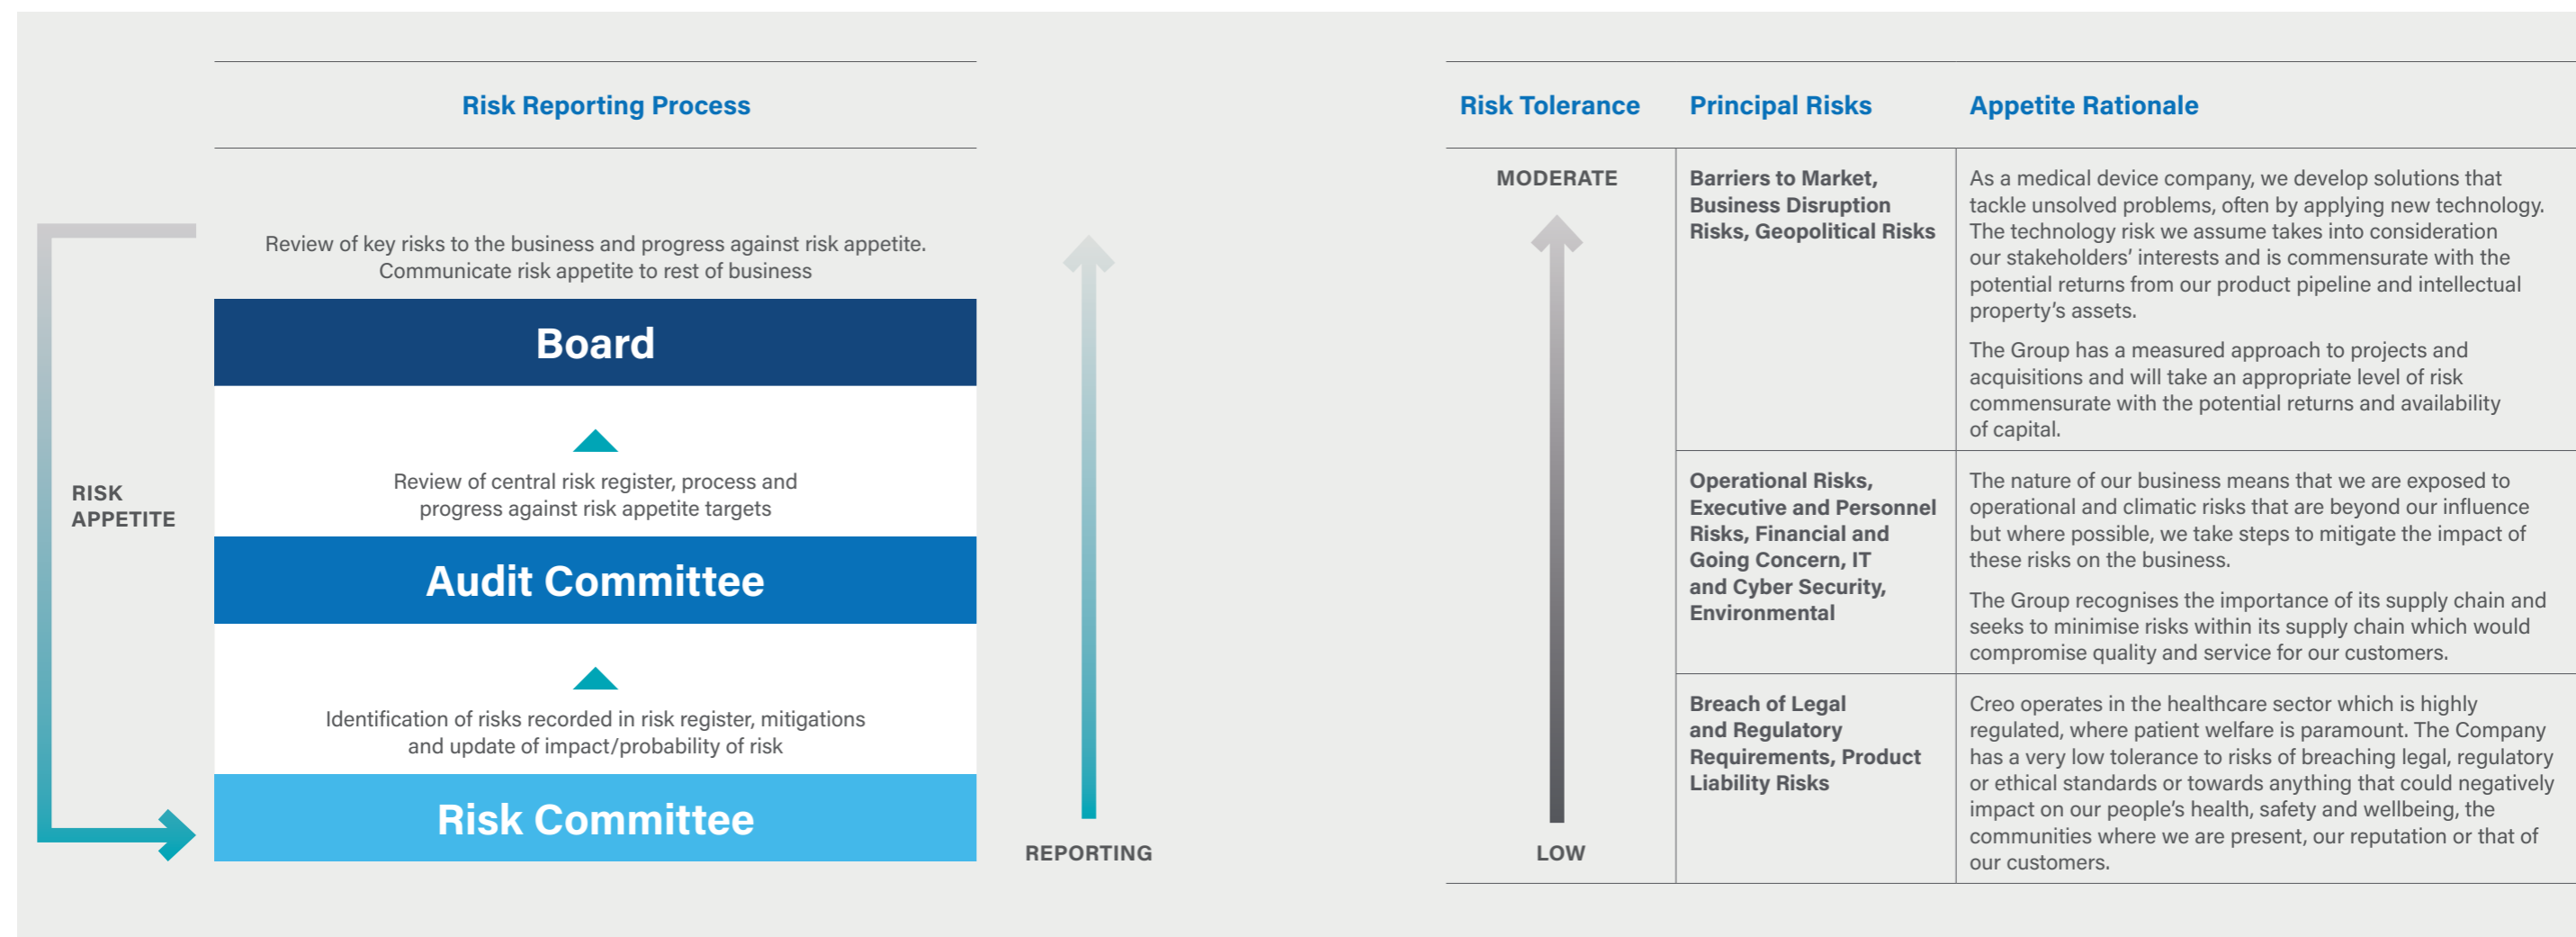 Risk Reporting Process
Review of key risks to the business and progress against risk appetite.
Communicate risk appetite to rest of business
Board
Review of central risk register, process and
progress against risk appetite targets
Audit Committee
Identification of risks recorded in risk register, mitigations
and update of impact/probability of risk
Risk Committee
RISK
APPETITE
REPORTING
Risk Tolerance
Principal Risks
Appetite Rationale
MODERATE
LOW
Barriers to Market,
Business Disruption
Risks, Geopolitical Risks
As a medical device company, we develop solutions that
tackle unsolved problems, often by applying new technology.
The technology risk we assume takes into consideration
our stakeholders’ interests and is commensurate with the
potential returns from our product pipeline and intellectual
property’s assets.
The Group has a measured approach to projects and
acquisitions and will take an appropriate level of risk
commensurate with the potential returns and availability
of capital.
Operational Risks,
Executive and Personnel
Risks, Financial and
Going Concern, IT
and Cyber Security,
Environmental
The nature of our business means that we are exposed to
operational and climatic risks that are beyond our influence
but where possible, we take steps to mitigate the impact of
these risks on the business.
The Group recognises the importance of its supply chain and
seeks to minimise risks within its supply chain which would
compromise quality and service for our customers.
Breach of Legal
and Regulatory
Requirements, Product
Liability Risks
Creo operates in the healthcare sector which is highly
regulated, where patient welfare is paramount. The Company
has a very low tolerance to risks of breaching legal, regulatory
or ethical standards or towards anything that could negatively
impact on our people’s health, safety and wellbeing, the
communities where we are present, our reputation or that of
our customers.